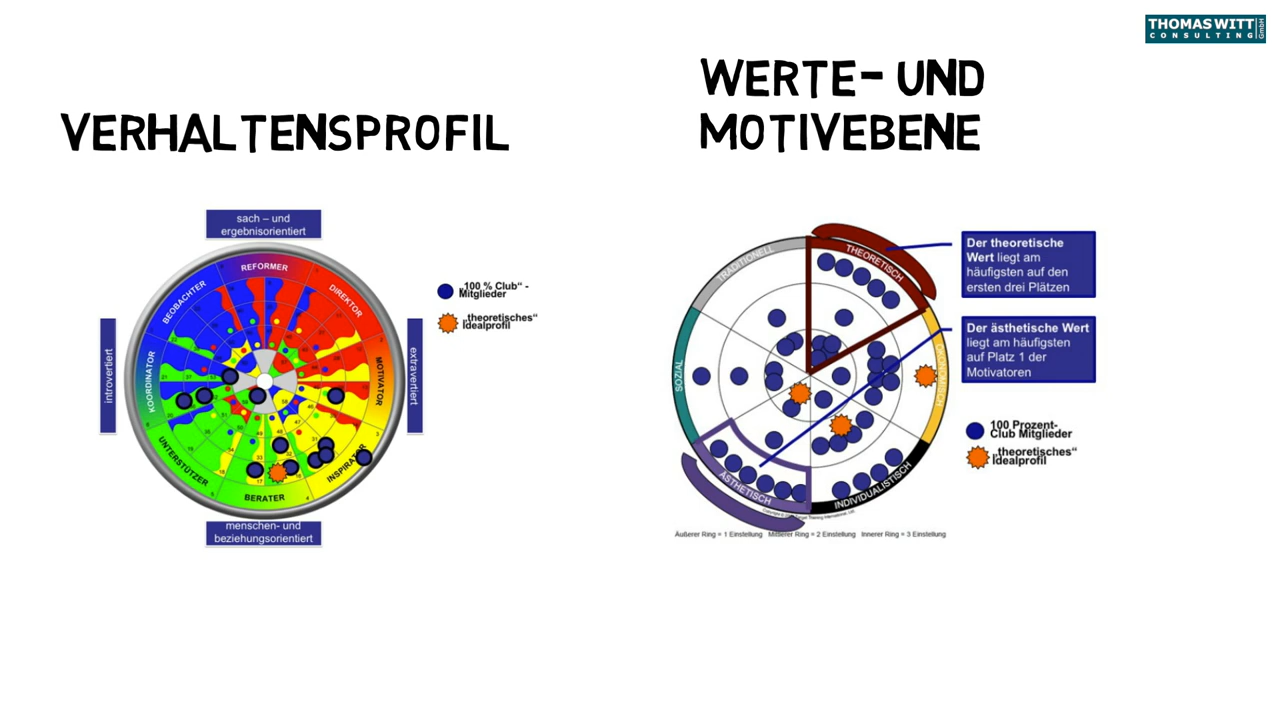 THOMAS WITT
CONSULTING
GmbH
VERHALTENSPROFIL
WERTE- UND
MOTIVEBENE
sach – und
ergebnisorientiert
introvertiert
extravertiert
menschen- und
beziehungsorientiert
REFORMER
DIREKTOR
MOTIVATOR
INSPIRATOR
BERATER
UNTERSTÜTZER
KOORDINATOR
BEOBACHTER
„100 % Club“ -
Mitglieder
„theoretisches“
Idealprofil
TRADITIONELL
THEORETISCH
ÖKONOMISCH
INDIVIDUALISTISCH
ÄSTHETISCH
SOZIAL
Der theoretische
Wert liegt am
häufigsten auf den
ersten drei Plätzen
Der ästhetische Wert
liegt am häufigsten
auf Platz 1 der
Motivatoren
100 Prozent-
Club Mitglieder
„theoretisches“
Idealprofil
Äußerer Ring = 1 Einstellung Mittlerer Ring = 2 Einstellung Innerer Ring = 3 Einstellung